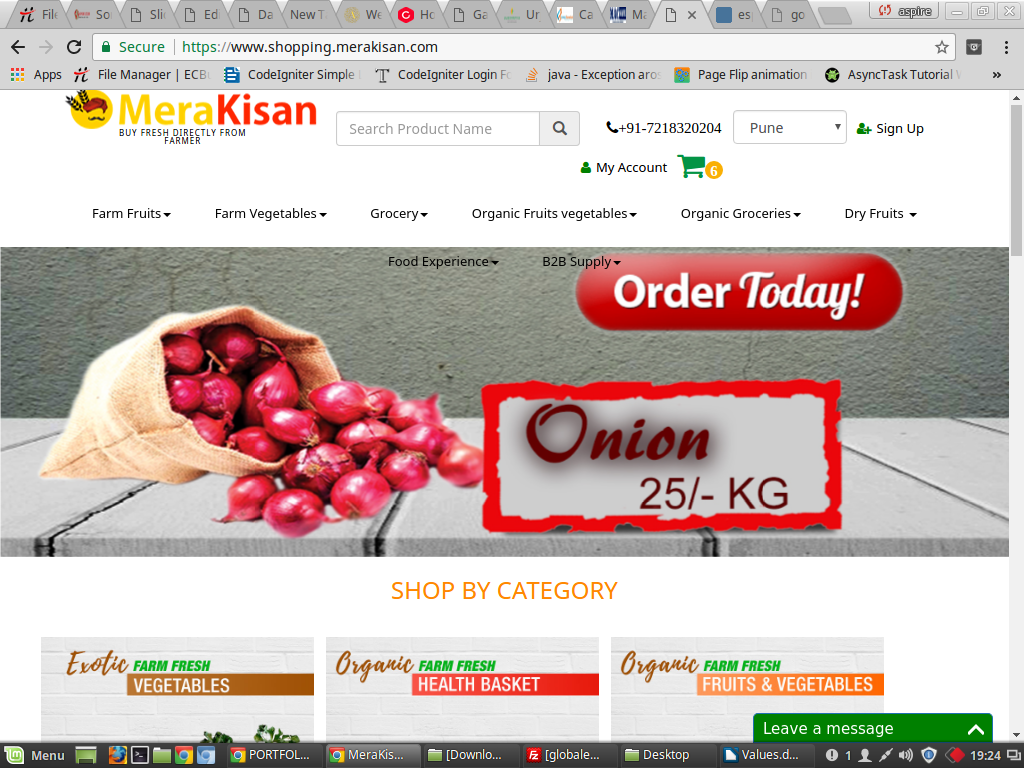 File
So
Sli
Edi
Da
New T
We
Ho
Ga
Ur
Ca
Ma
esp
go
aspire
Secure https://www.shopping.merakisan.com
Apps File Manager | ECB CodeIgniter Simple CodeIgniter Login Fo java - Exception aros Page Flip animation AsyncTask Tutorial »
MeraKisan
BUY FRESH DIRECTLY FROM
FARMER
Search Product Name
+91-7218320204
Pune
Sign Up
My Account
6
Farm Fruits Farm Vegetables Grocery Organic Fruits vegetables Organic Groceries Dry Fruits
Food Experience B2B Supply
Order Today!
Onion
25/- KG
SHOP BY CATEGORY
Exotic FARM FRESH
VEGETABLES
Organic FARM FRESH
HEALTH BASKET
Organic FARM FRESH
FRUITS & VEGETABLES
Leave a message
Menu PORTFOL... MeraKis... [Downlo... [globale... Desktop Values.d... 1 19:24